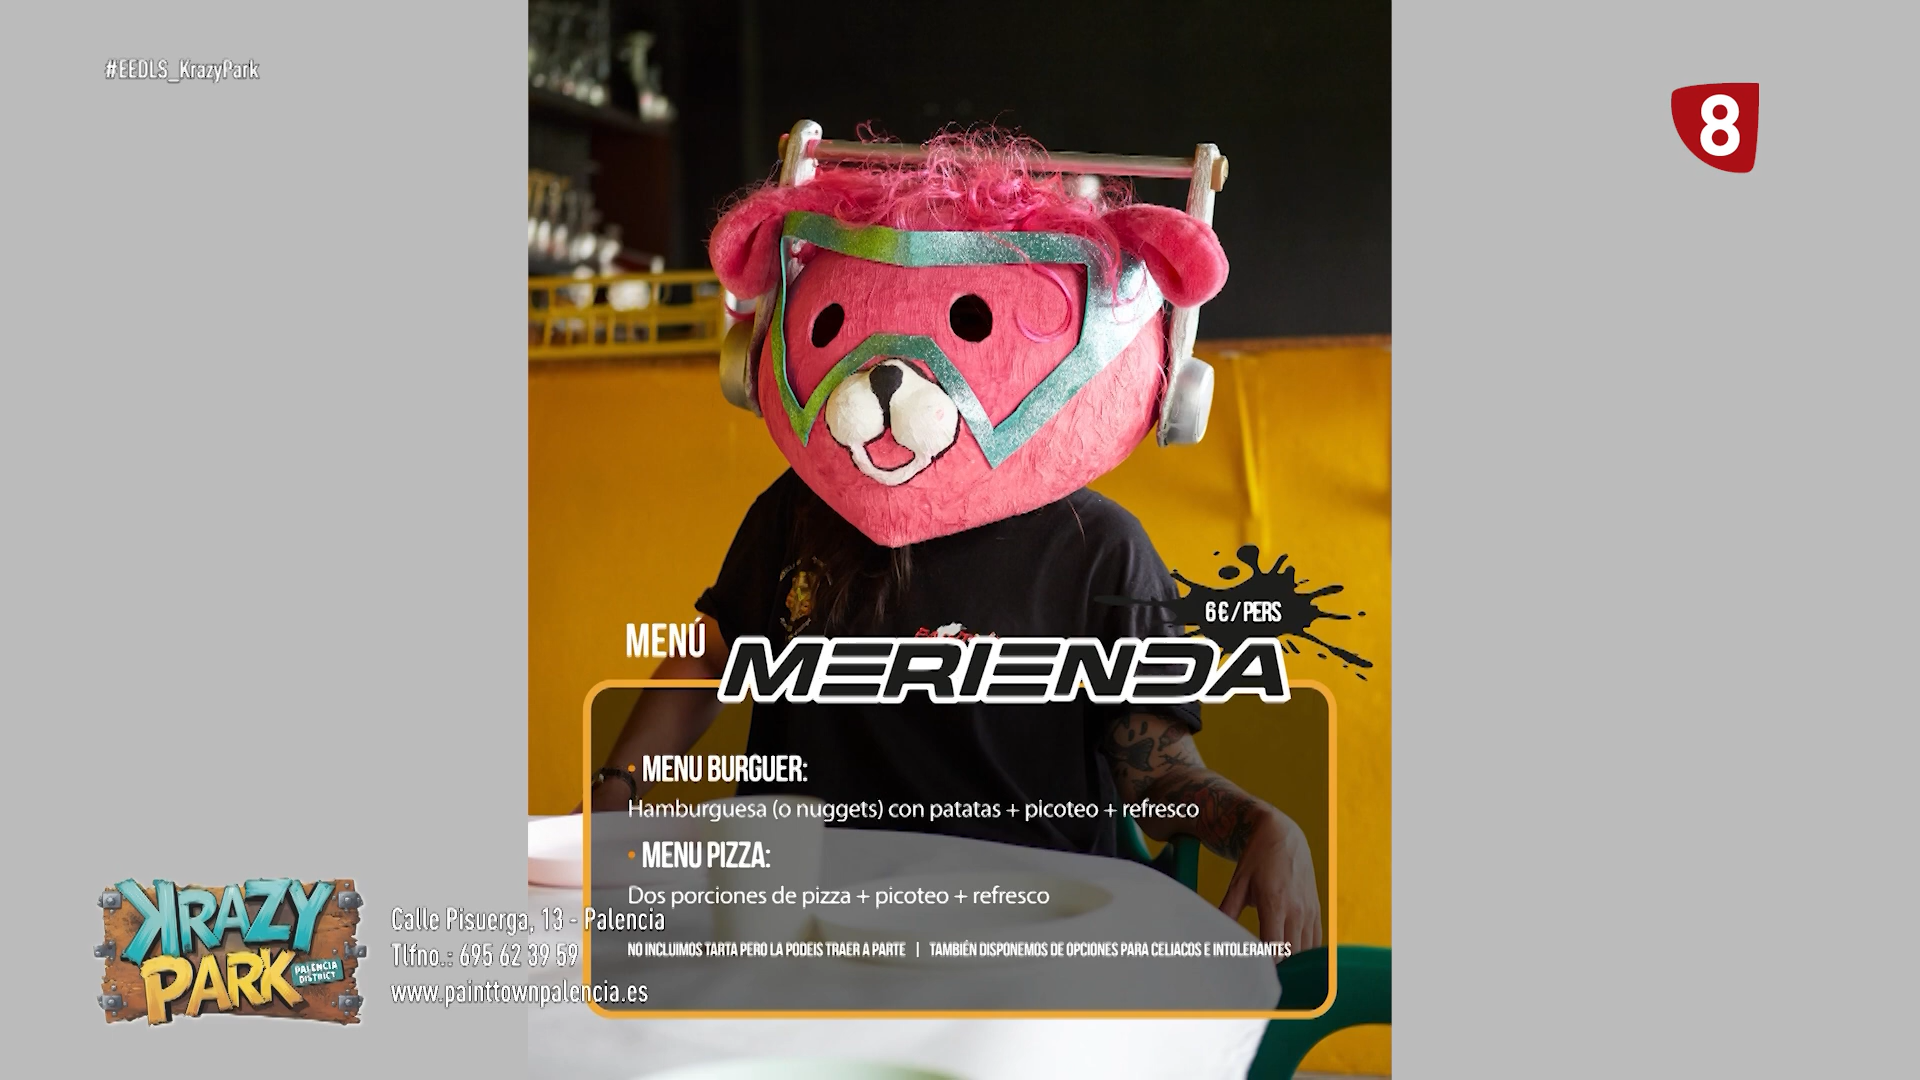 #EEDLS_KrazyPark
8
6€/PERS
MENÚ
MERIENDA
• MENU BURGUER:
Hamburguesa (o nuggets) con patatas + picoteo + refresco
• MENU PIZZA:
Dos porciones de pizza + picoteo + refresco
NO INCLUIMOS TARTA PERO LA PODEIS TRAER A PARTE | TAMBIÉN DISPONEMOS DE OPCIONES PARA CELIACOS E INTOLERANTES
KRAZY
PARK
PALENCIA
DISTRICT
Calle Pisuerga, 13 - Palencia
Tlfno.: 695 62 39 59
www.painttownpalencia.es